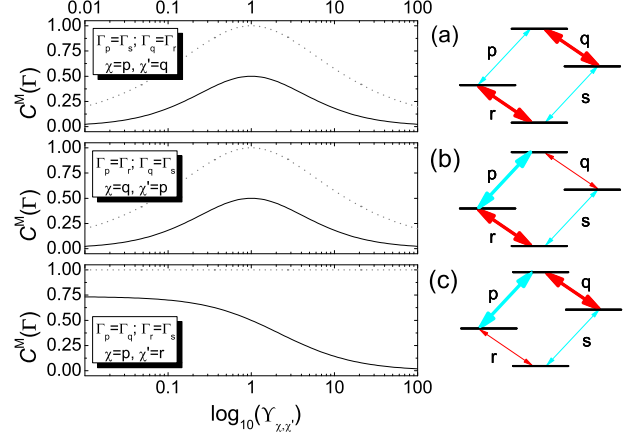 0.01 0.1 1 10 100
1.00
0.75
0.50
0.25
0.00
C^M(Γ)
Γ_p=Γ_s; Γ_q=Γ_r
χ=p, χ'=q
(a)
p
q
r
s
1.00
0.75
0.50
0.25
0.00
C^M(Γ)
Γ_p=Γ_r; Γ_q=Γ_s
χ=q, χ'=p
(b)
p
q
r
s
1.00
0.75
0.50
0.25
0.00
C^M(Γ)
Γ_p=Γ_q; Γ_r=Γ_s
χ=p, χ'=r
(c)
p
q
r
s
0.1 1 10 100
log_10(Υ_χ,χ')